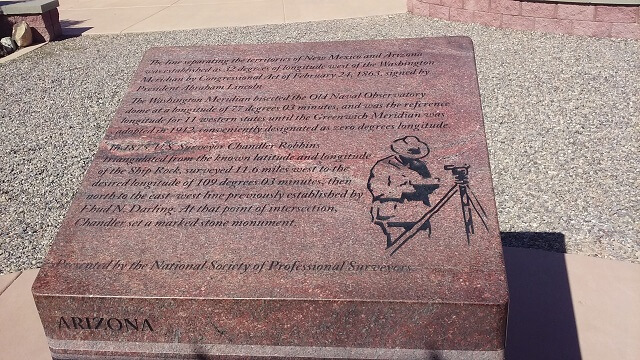 The line separating the territories of New Mexico and Arizona
was established as 32 degrees of longitude west of the Washington
Meridian by Congressional Act of February 24, 1863, signed by
President Abraham Lincoln.
The Washington Meridian bisected the Old Naval Observatory
dome at a longitude of 77 degrees 03 minutes, and was the reference
longitude for 11 western states until the Greenwich Meridian was
adopted in 1912, conveniently designated as zero degrees longitude.
In 1875 U.S. Surveyor Chandler Robbins
triangulated from the known latitude and longitude
of the Ship Rock, surveyed 11.6 miles west to the
desired longitude of 109 degrees 03 minutes, then
north to the east-west line previously established by
Ehud N. Darling. At that point of intersection,
Chandler set a marked stone monument.
Presented by the National Society of Professional Surveyors
ARIZONA